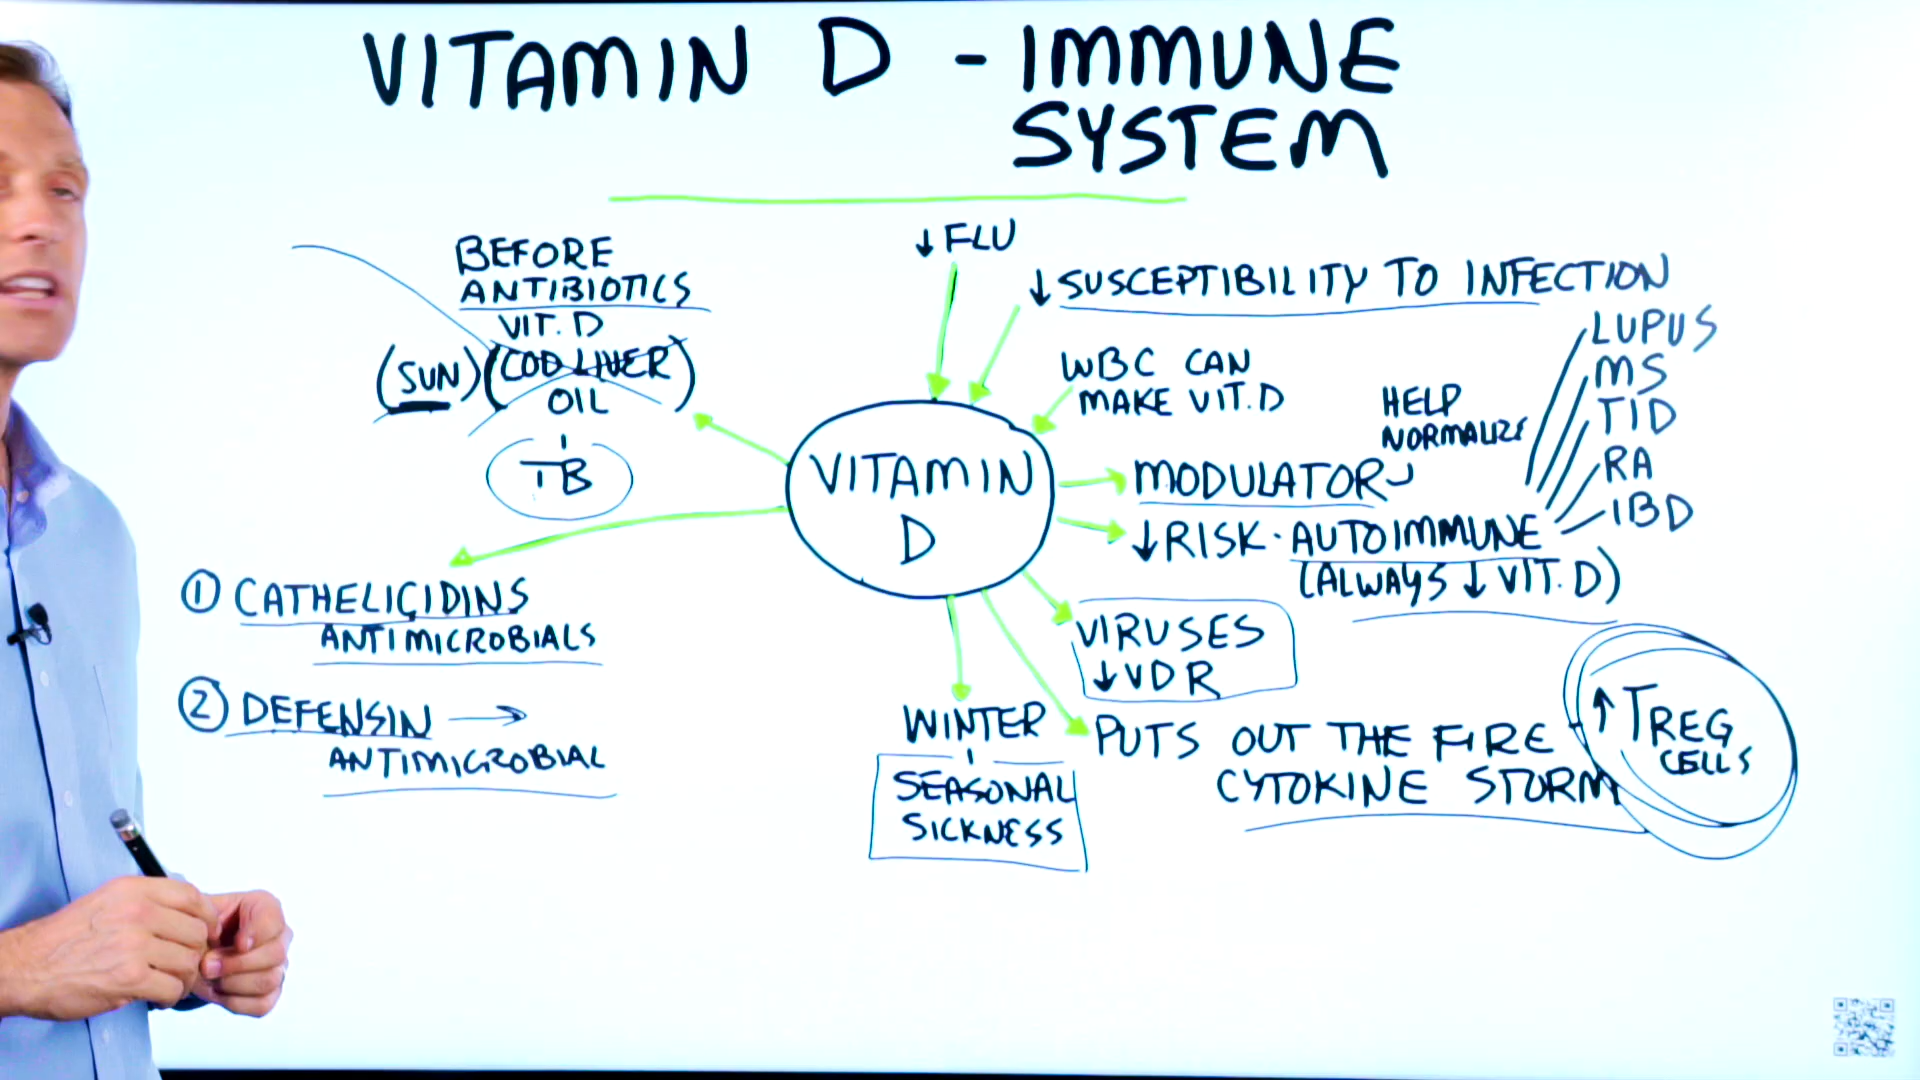 VITAMIN D - IMMUNE
SYSTEM
BEFORE
ANTIBIOTICS
VIT. D
(SUN) (COD LIVER)
OIL
TB
① CATHELICIDINS
ANTIMICROBIALS
② DEFENSIN →
ANTIMICROBIAL
↓ FLU
↓ SUSCEPTIBILITY TO INFECTION
WBC CAN
MAKE VIT. D
VITAMIN
D
HELP
NORMALIZE
MODULATOR
↓ RISK · AUTOIMMUNE
(ALWAYS ↓ VIT. D)
LUPUS
MS
T1D
RA
IBD
VIRUSES
↓ VDR
WINTER
SEASONAL
SICKNESS
PUTS OUT THE FIRE -
CYTOKINE STORM
↑ TREG
CELLS